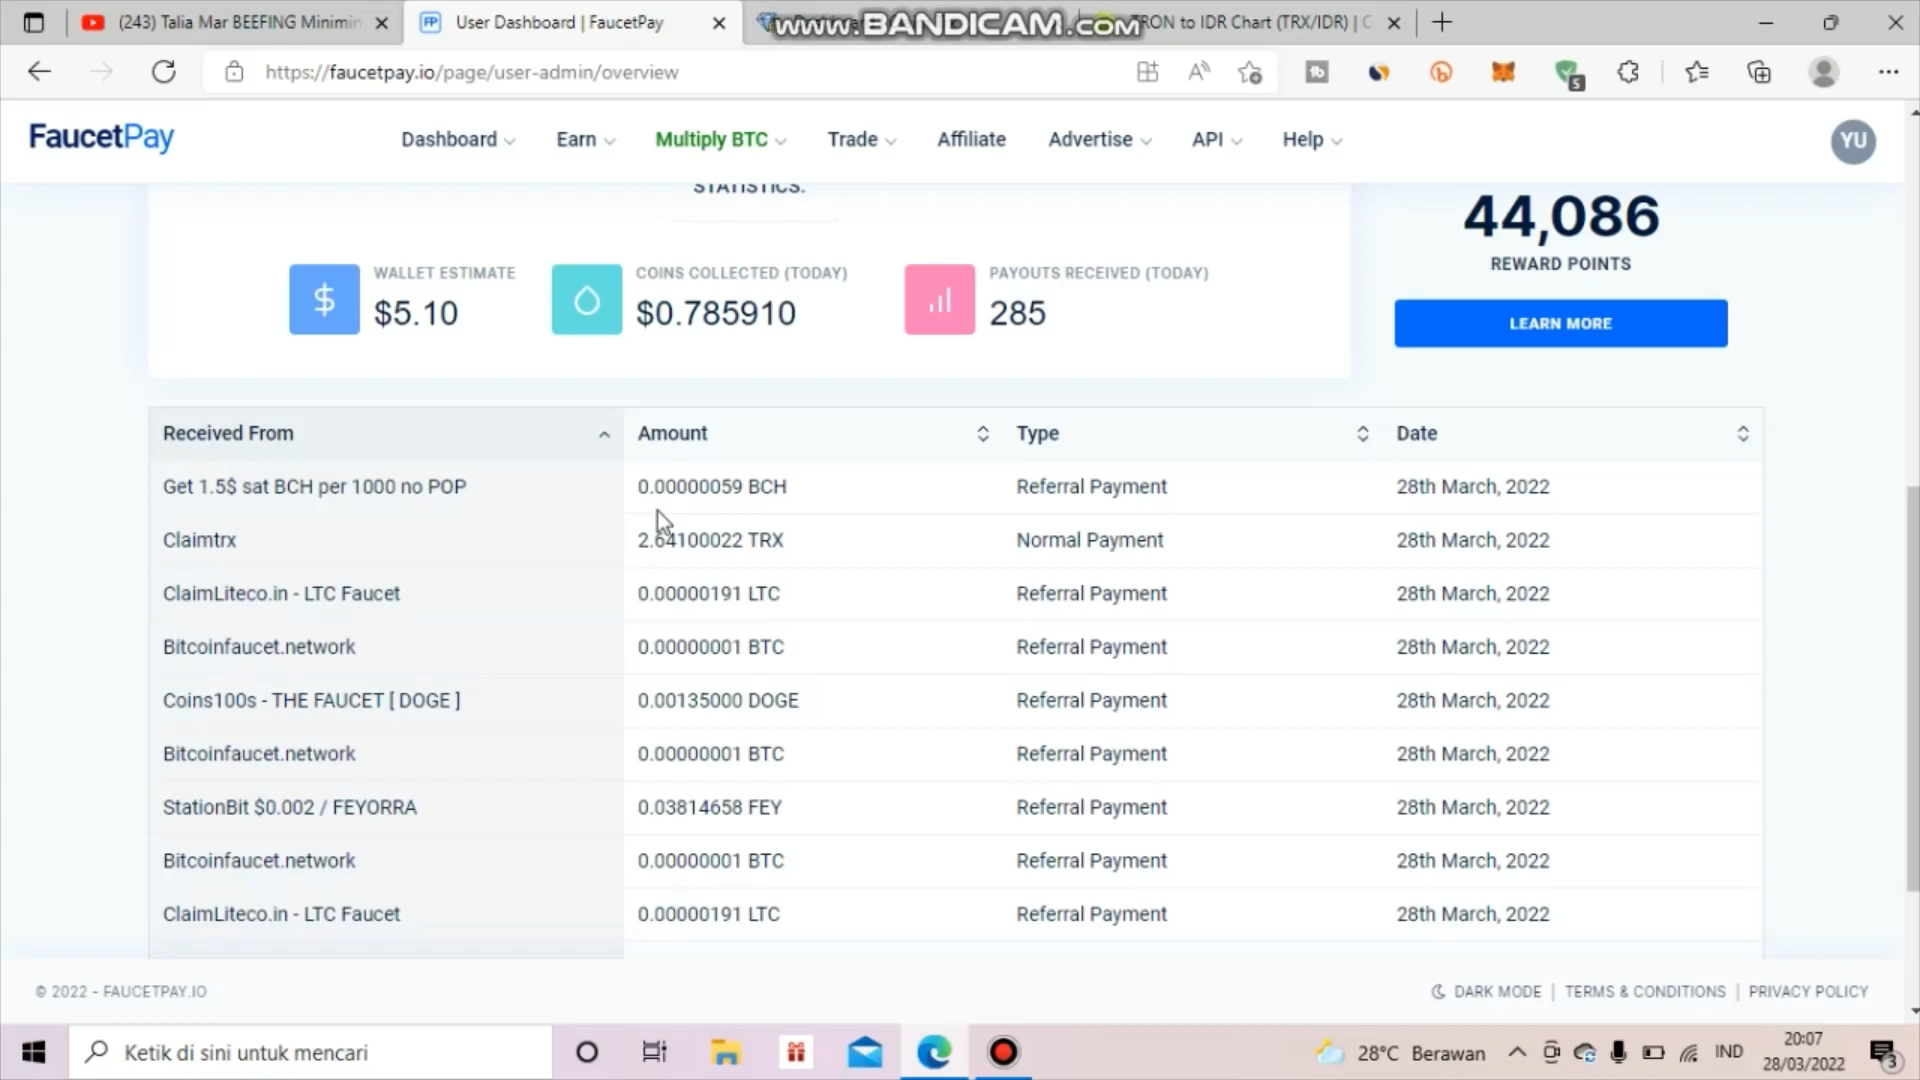 (243) Talia Mar BEEFING Minimin
User Dashboard | FaucetPay
www.BANDICAM.com
TRON to IDR Chart (TRX/IDR) | C
https://faucetpay.io/page/user-admin/overview
5
FaucetPay
Dashboard
Earn
Multiply BTC
Trade
Affiliate
Advertise
API
Help
YU
STATISTICS.
WALLET ESTIMATE
$5.10
COINS COLLECTED (TODAY)
$0.785910
PAYOUTS RECEIVED (TODAY)
285
44,086
REWARD POINTS
LEARN MORE
Received From Amount Type Date
Get 1.5$ sat BCH per 1000 no POP 0.00000059 BCH Referral Payment 28th March, 2022
Claimtrx 2.64100022 TRX Normal Payment 28th March, 2022
ClaimLiteco.in - LTC Faucet 0.00000191 LTC Referral Payment 28th March, 2022
Bitcoinfaucet.network 0.00000001 BTC Referral Payment 28th March, 2022
Coins100s - THE FAUCET [ DOGE ] 0.00135000 DOGE Referral Payment 28th March, 2022
Bitcoinfaucet.network 0.00000001 BTC Referral Payment 28th March, 2022
StationBit $0.002 / FEYORRA 0.03814658 FEY Referral Payment 28th March, 2022
Bitcoinfaucet.network 0.00000001 BTC Referral Payment 28th March, 2022
ClaimLiteco.in - LTC Faucet 0.00000191 LTC Referral Payment 28th March, 2022
© 2022 - FAUCETPAY.IO
DARK MODE | TERMS & CONDITIONS | PRIVACY POLICY
Ketik di sini untuk mencari
28°C Berawan
IND
20:07
28/03/2022
3